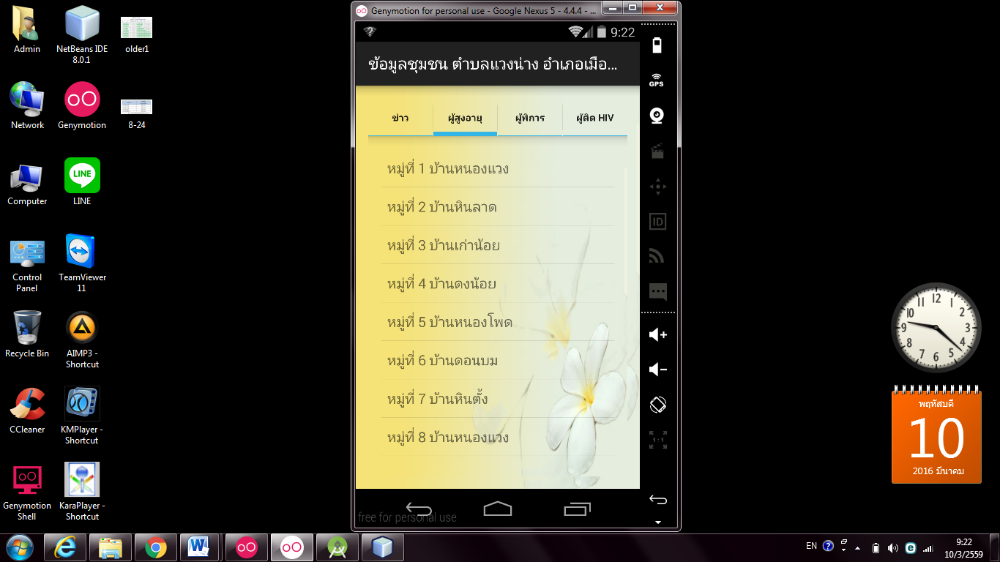 Admin
NetBeans IDE
8.0.1
older1
Network
Genymotion
8-24
Computer
LINE
LINE
Control
Panel
TeamViewer
11
Recycle Bin
AIMP3 -
Shortcut
CCleaner
KMPlayer -
Shortcut
Genymotion
Shell
KaraPlayer -
Shortcut
Genymotion for personal use - Google Nexus 5 - 4.4.4 - ...
9:22
ข้อมูลชุมชน ตำบลแวงน่าง อำเภอเมือ...
ข่าว
ผู้สูงอายุ
ผู้พิการ
ผู้ติด HIV
หมู่ที่ 1 บ้านหนองแวง
หมู่ที่ 2 บ้านหินลาด
หมู่ที่ 3 บ้านเก่าน้อย
หมู่ที่ 4 บ้านดงน้อย
หมู่ที่ 5 บ้านหนองโพด
หมู่ที่ 6 บ้านดอนบม
หมู่ที่ 7 บ้านหินตั้ง
หมู่ที่ 8 บ้านหนองแวง
free for personal use
GPS
ID
1:1
12
1
2
3
4
5
6
7
8
9
10
11
พฤหัสบดี
10
2016 มีนาคม
EN
9:22
10/3/2559